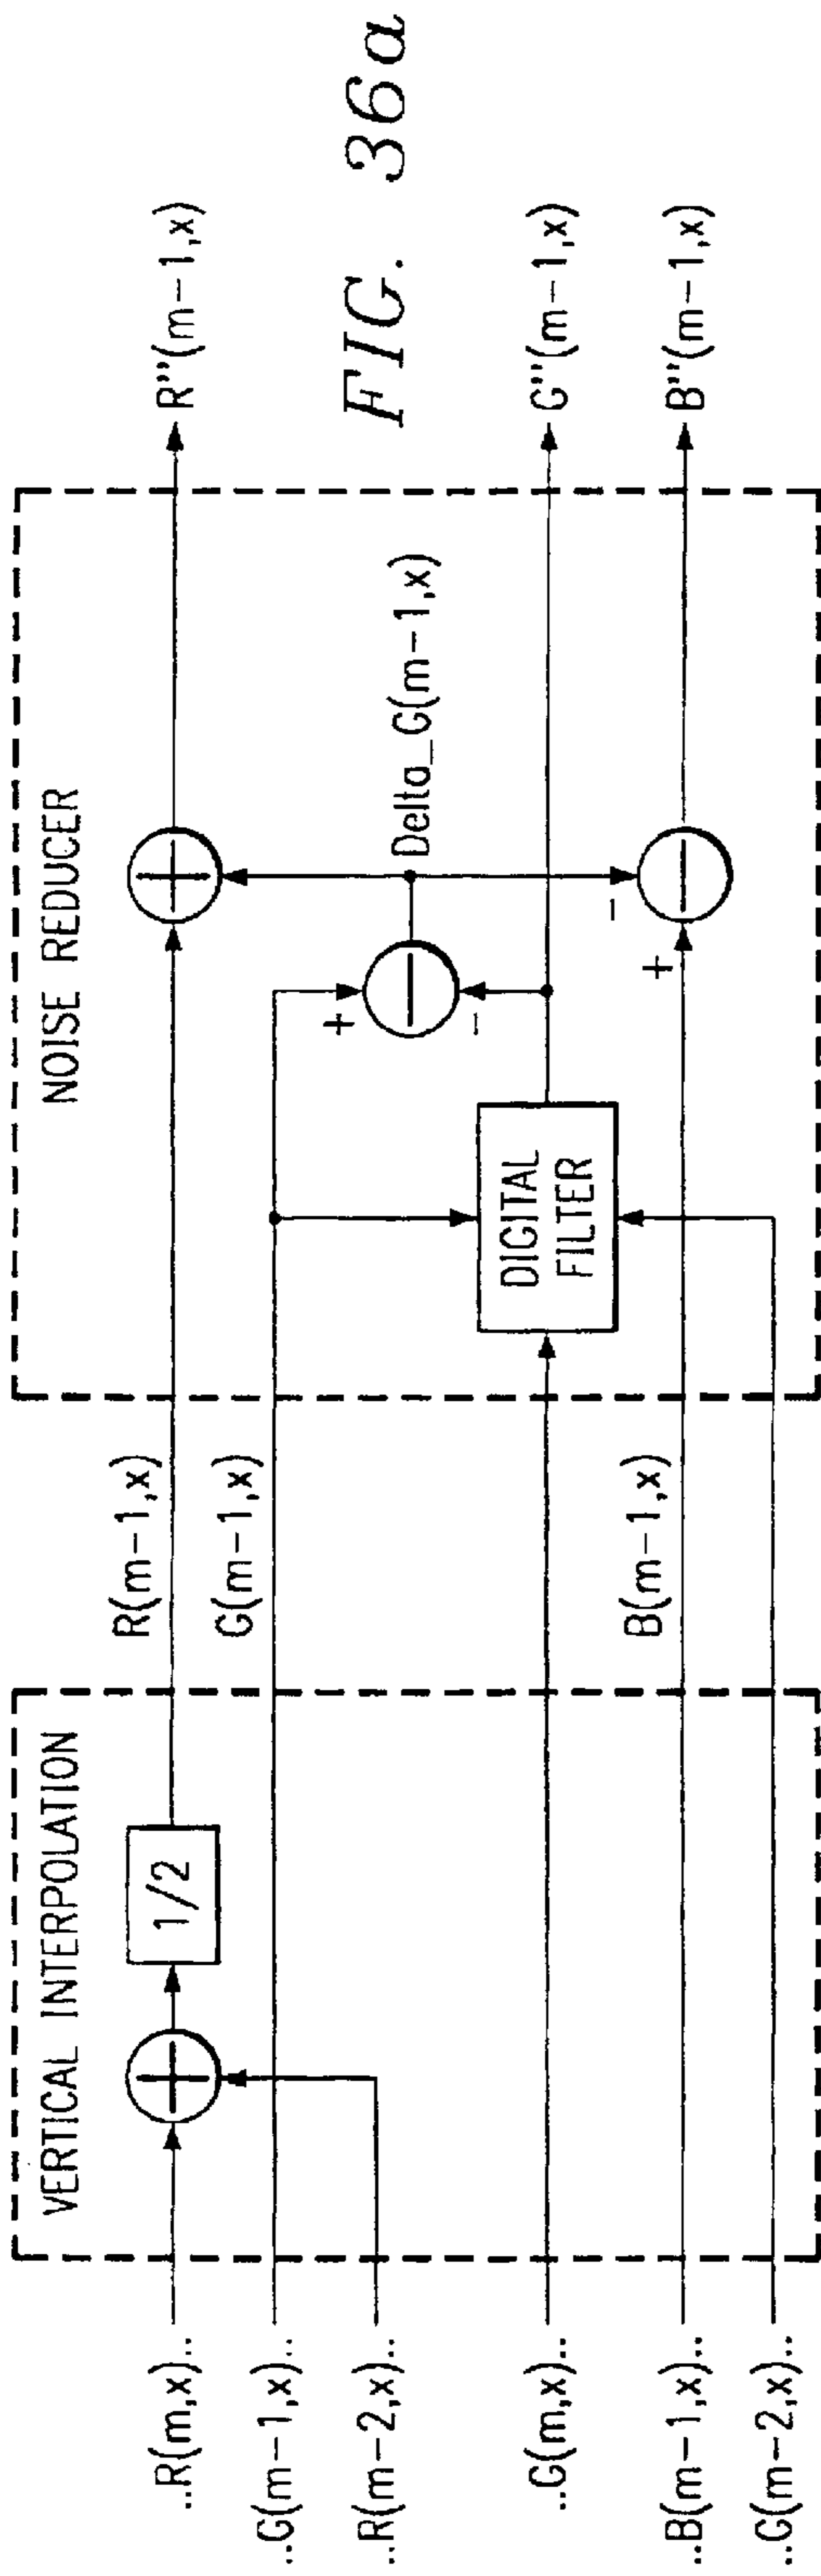 VERTICAL INTERPOLATION
NOISE REDUCER
..R(m,x)..
..G(m-1,x)..
..R(m-2,x)..
..G(m,x)..
..B(m-1,x)..
..G(m-2,x)..
1/2
R(m-1,x)
G(m-1,x)
B(m-1,x)
DIGITAL
FILTER
+
-
Delta_G(m-1,x)
+
-
R''(m-1,x)
G''(m-1,x)
B''(m-1,x)
FIG. 36a